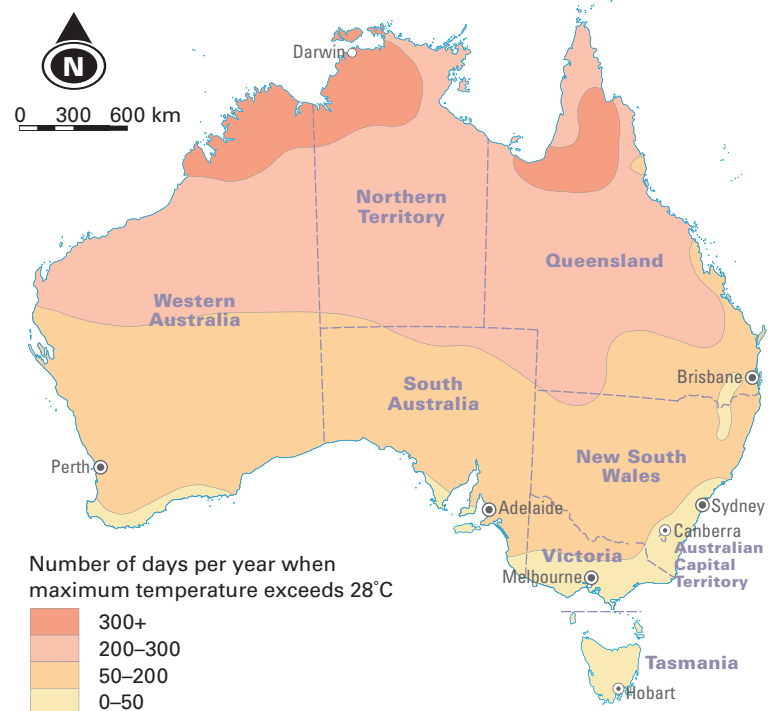 Darwin
N
0 300 600 km
Northern
Territory
Queensland
Western
Australia
South
Australia
Brisbane
New South
Wales
Perth
Adelaide
Sydney
Canberra
Australian
Capital
Territory
Victoria
Melbourne
Number of days per year when
maximum temperature exceeds 28˚C
300+
200–300
50–200
0–50
Tasmania
Hobart